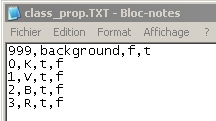 class_prop.TXT - Bloc-notes
Fichier Edition Format Affichage ?
999,background,f,t
0,K,t,f
1,V,t,f
2,B,t,f
3,R,t,f